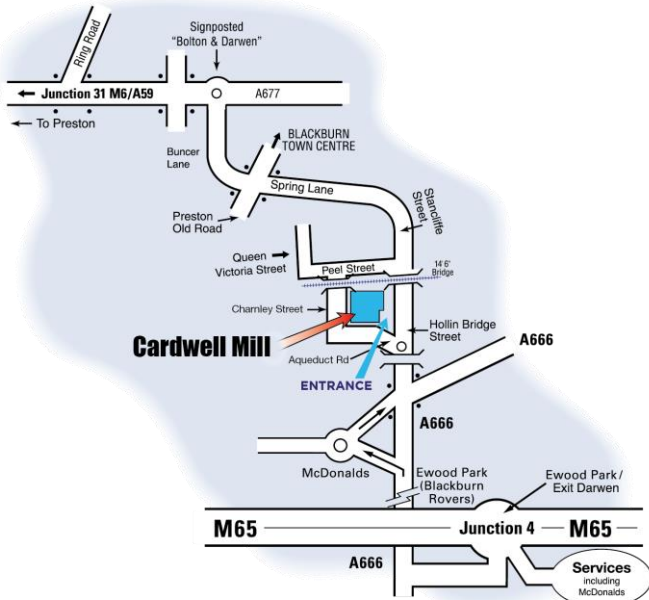 Signposted
“Bolton & Darwen”
Ring Road
Junction 31 M6/A59
A677
To Preston
Buncer
Lane
BLACKBURN
TOWN CENTRE
Spring Lane
Stancliffe
Street
Preston
Old Road
Queen
Victoria Street
Peel Street
14'6'
Bridge
Charnley Street
Cardwell Mill
Hollin Bridge
Street
Aqueduct Rd
ENTRANCE
A666
A666
McDonalds
Ewood Park
(Blackburn
Rovers)
Ewood Park/
Exit Darwen
M65
Junction 4
M65
A666
Services
including
McDonalds